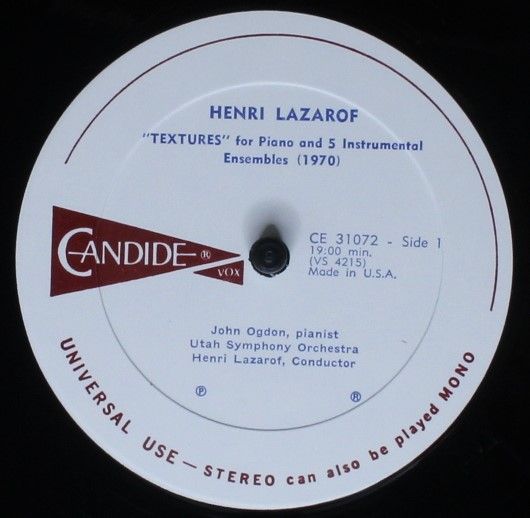 HENRI LAZAROF
"TEXTURES" for Piano and 5 Instrumental
Ensembles (1970)
CANDIDE ®
VOX
CE 31072 - Side 1
19:00 min.
(VS 4215)
Made in U.S.A.
John Ogdon, pianist
Utah Symphony Orchestra
Henri Lazarof, Conductor
Ⓟ ®
UNIVERSAL USE — STEREO can also be played MONO